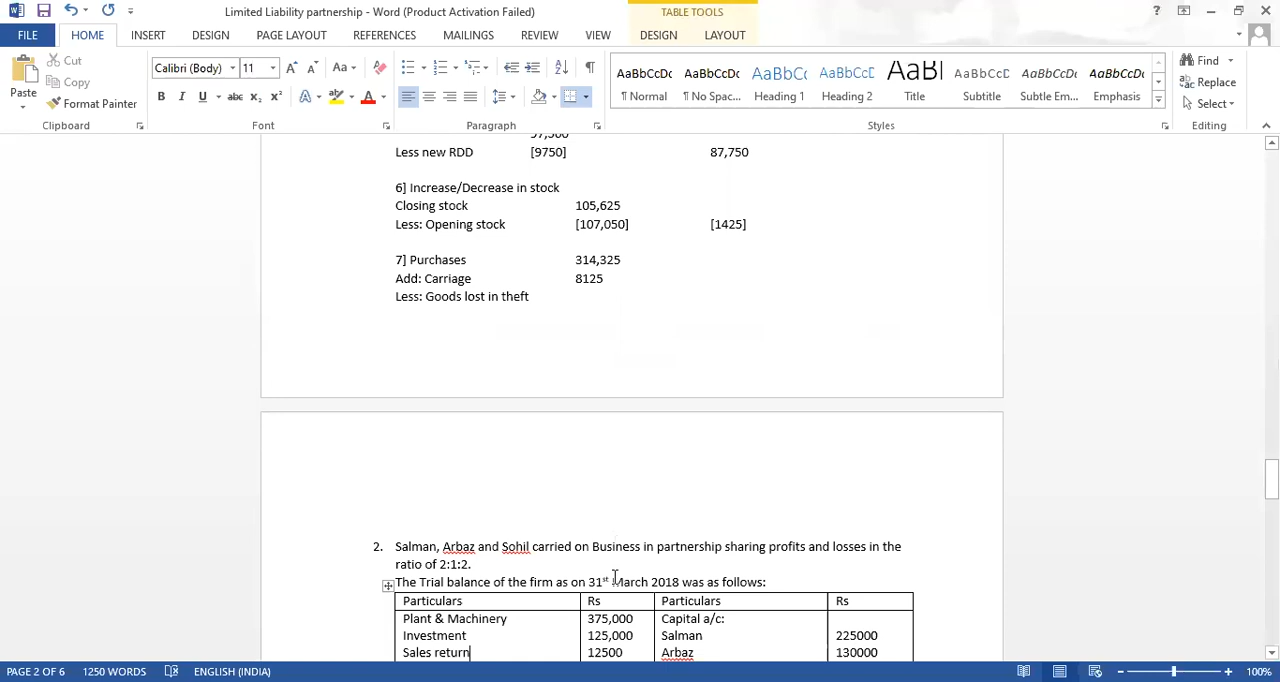 Limited Liability partnership - Word (Product Activation Failed)
TABLE TOOLS
FILE HOME INSERT DESIGN PAGE LAYOUT REFERENCES MAILINGS REVIEW VIEW DESIGN LAYOUT
Paste Cut Copy Format Painter
Calibri (Body) 11
AaBbCcDc AaBbCcDc AaBbCc AaBbCcD AaBl AaBbCcD AaBbCcDc AaBbCcDc
¶ Normal ¶ No Spac... Heading 1 Heading 2 Title Subtitle Subtle Em... Emphasis
Find
Replace
Select
Clipboard Font Paragraph Styles Editing
97,500
Less new RDD [9750] 87,750
6] Increase/Decrease in stock
Closing stock 105,625
Less: Opening stock [107,050] [1425]
7] Purchases 314,325
Add: Carriage 8125
Less: Goods lost in theft
2. Salman, Arbaz and Sohil carried on Business in partnership sharing profits and losses in the
ratio of 2:1:2.
The Trial balance of the firm as on 31st March 2018 was as follows:
Particulars Rs Particulars Rs
Plant & Machinery 375,000 Capital a/c:
Investment 125,000 Salman 225000
Sales return 12500 Arbaz 130000
PAGE 2 OF 6 1250 WORDS ENGLISH (INDIA) 100%